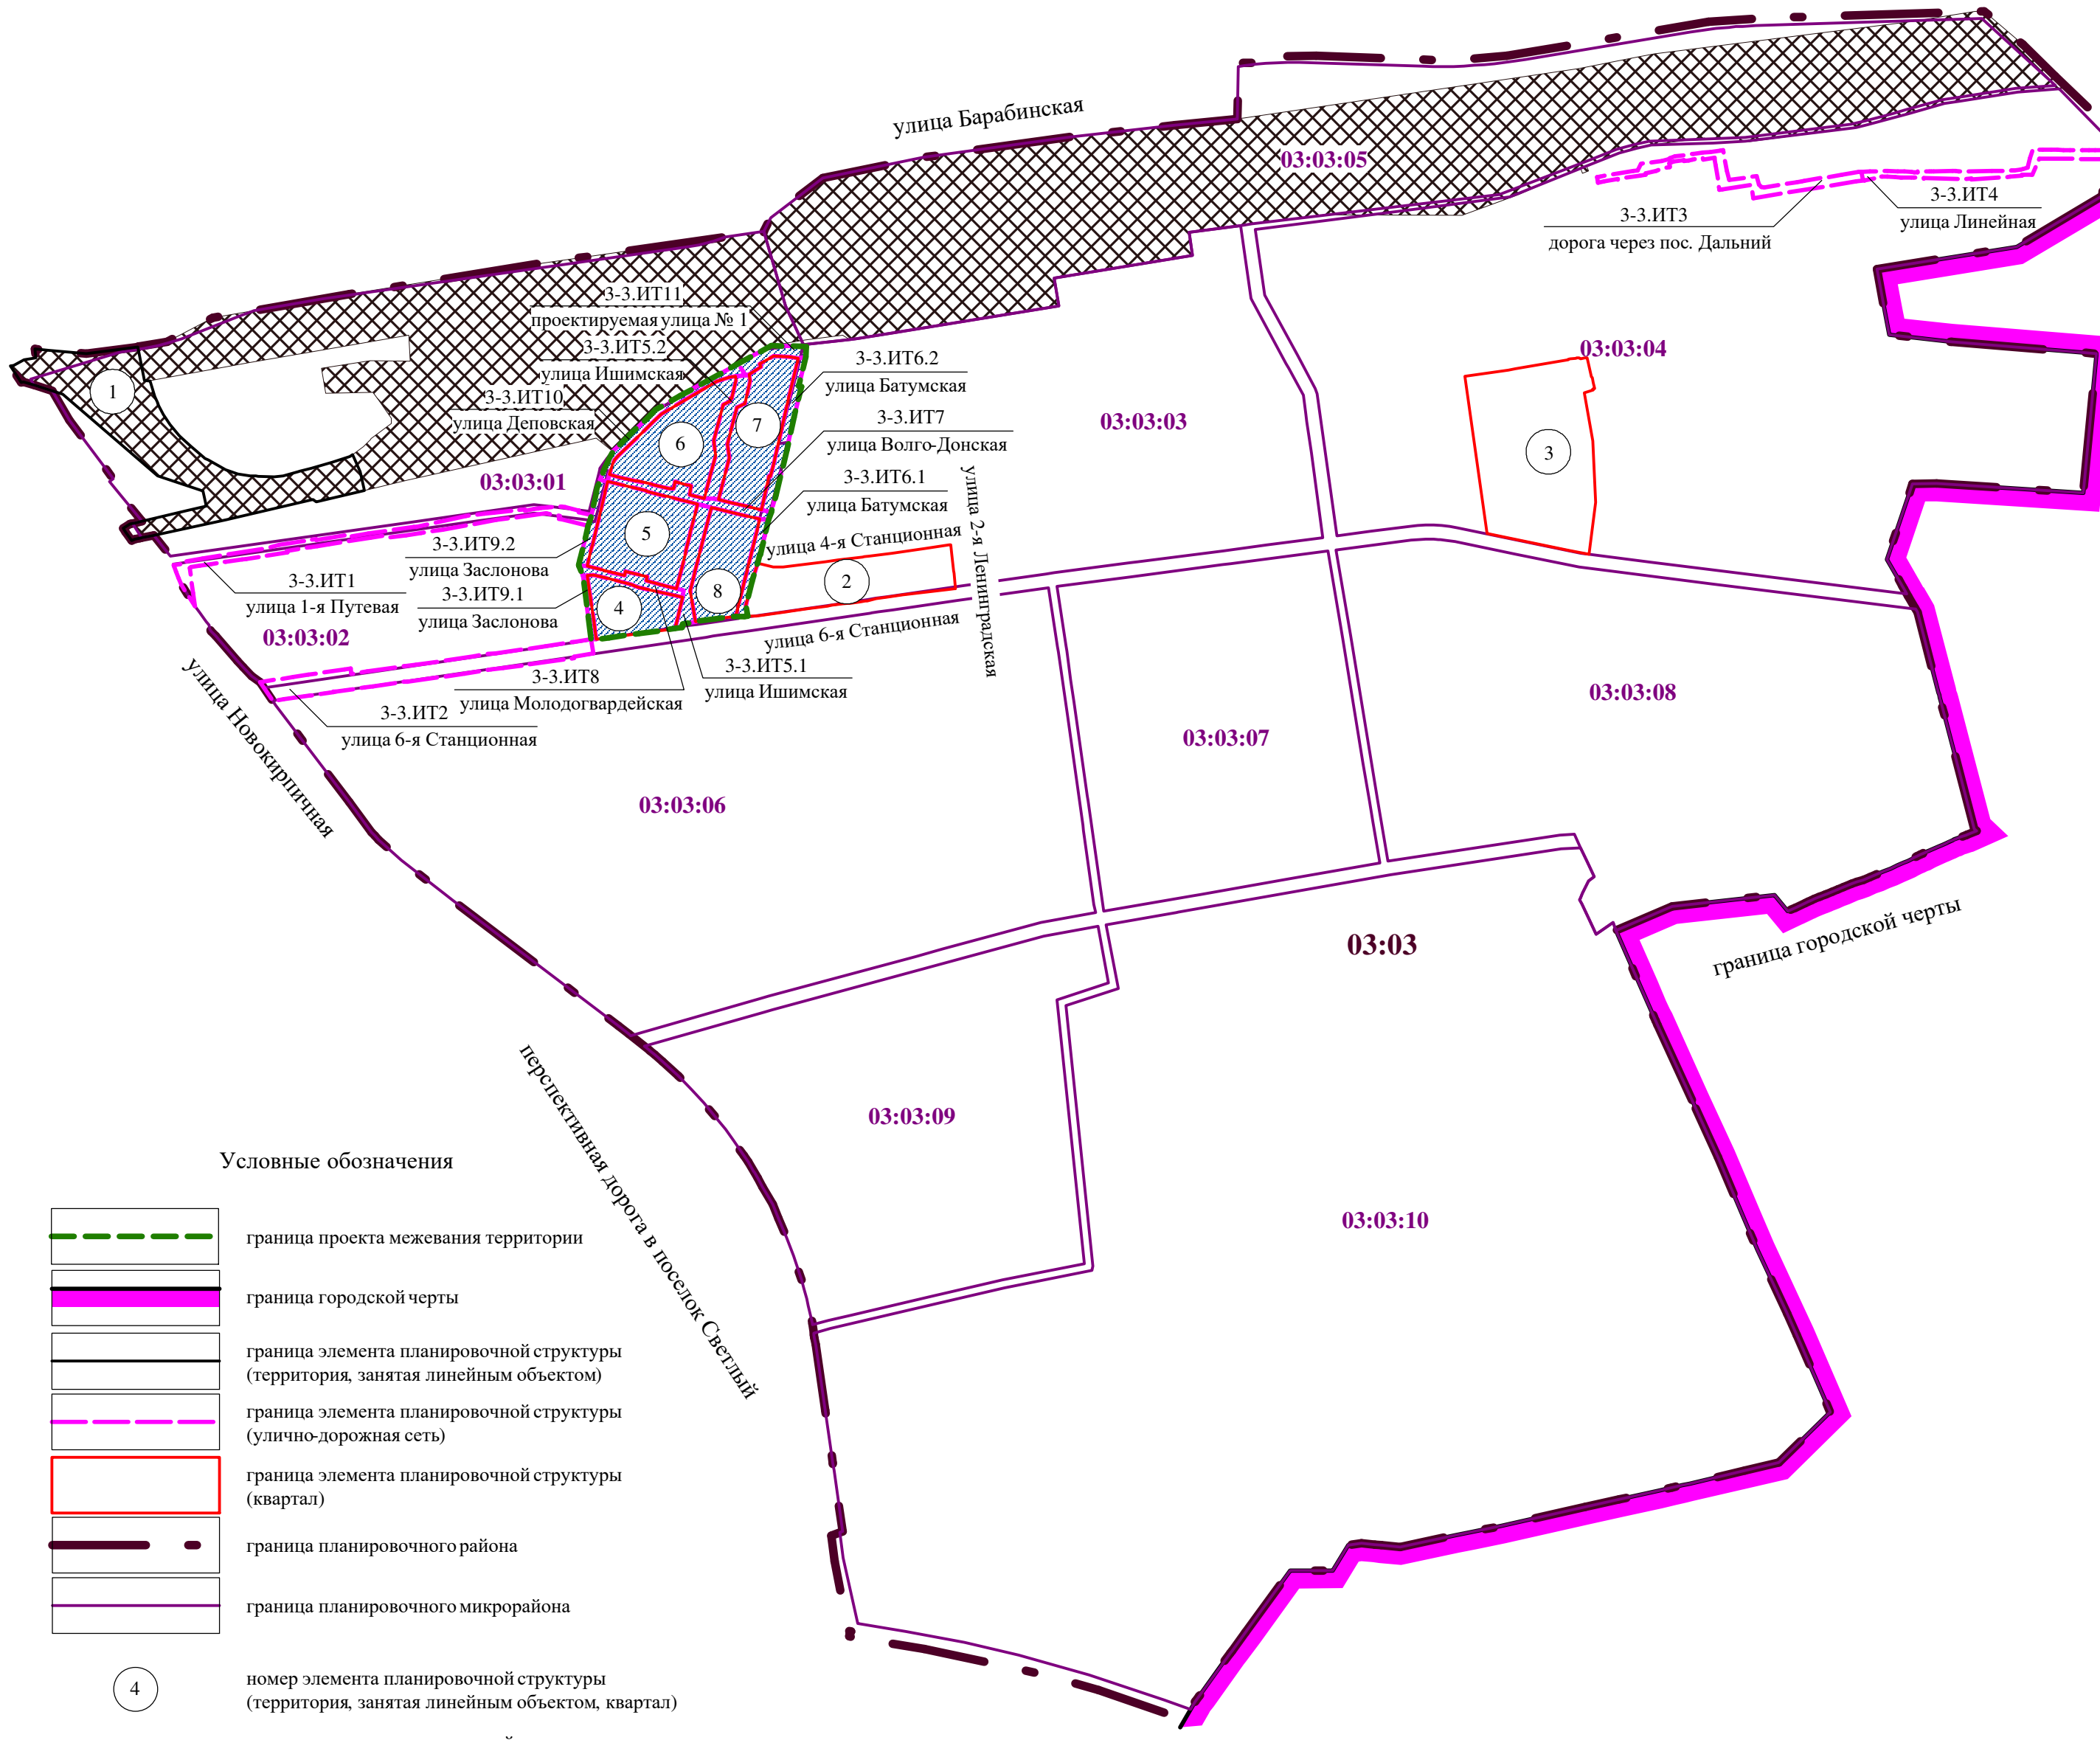 улица Барабинская
03:03:05
3-3.ИТ4
улица Линейная
3-3.ИТ3
дорога через пос. Дальний
3-3.ИТ11
проектируемая улица № 1
3-3.ИТ5.2
улица Ишимская
3-3.ИТ10
улица Деповская
3-3.ИТ6.2
улица Батумская
3-3.ИТ7
улица Волго-Донская
3-3.ИТ6.1
улица Батумская
03:03:04
03:03:03
1
7
6
3
03:03:01
5
улица 4-я Станционная
улица 2-я Ленинградская
3-3.ИТ9.2
улица Заслонова
3-3.ИТ1
улица 1-я Путевая
3-3.ИТ9.1
улица Заслонова
2
8
4
03:03:02
улица 6-я Станционная
3-3.ИТ5.1
улица Ишимская
3-3.ИТ8
улица Молодогвардейская
3-3.ИТ2
улица 6-я Станционная
улица Новокирпичная
03:03:08
03:03:07
03:03:06
03:03
граница городской черты
03:03:09
03:03:10
перспективная дорога в поселок Светлый
Условные обозначения
граница проекта межевания территории
граница городской черты
граница элемента планировочной структуры
(территория, занятая линейным объектом)
граница элемента планировочной структуры
(улично-дорожная сеть)
граница элемента планировочной структуры
(квартал)
граница планировочного района
граница планировочного микрорайона
4
номер элемента планировочной структуры
(территория, занятая линейным объектом, квартал)